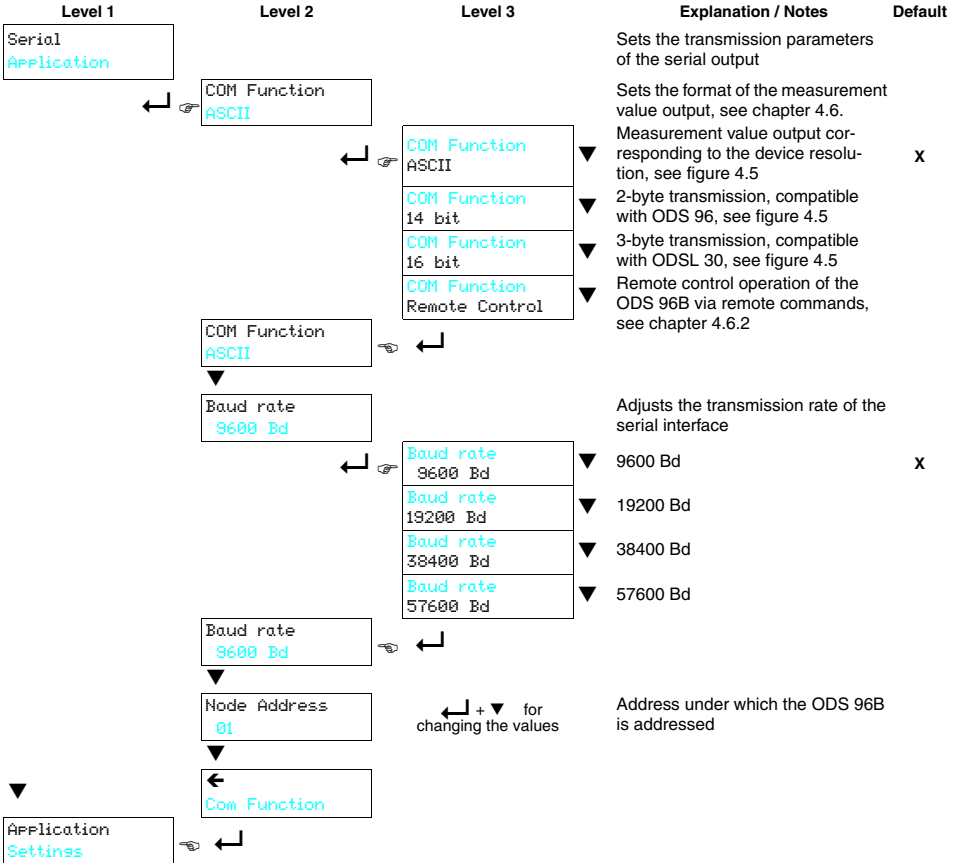 Level 1 Level 2 Level 3 Explanation / Notes Default
Serial
Application
Sets the transmission parameters
of the serial output
COM Function
ASCII
Sets the format of the measurement
value output, see chapter 4.6.
COM Function
ASCII
Measurement value output cor-
responding to the device resolu-
tion, see figure 4.5
X
COM Function
14 bit
2-byte transmission, compatible
with ODS 96, see figure 4.5
COM Function
16 bit
3-byte transmission, compatible
with ODSL 30, see figure 4.5
COM Function
Remote Control
Remote control operation of the
ODS 96B via remote commands,
see chapter 4.6.2
COM Function
ASCII
Baud rate
9600 Bd
Adjusts the transmission rate of the
serial interface
Baud rate
9600 Bd
9600 Bd
X
Baud rate
19200 Bd
19200 Bd
Baud rate
38400 Bd
38400 Bd
Baud rate
57600 Bd
57600 Bd
Baud rate
9600 Bd
Node Address
01
+ ▼ for
changing the values
Address under which the ODS 96B
is addressed
Com Function
Application
Settings